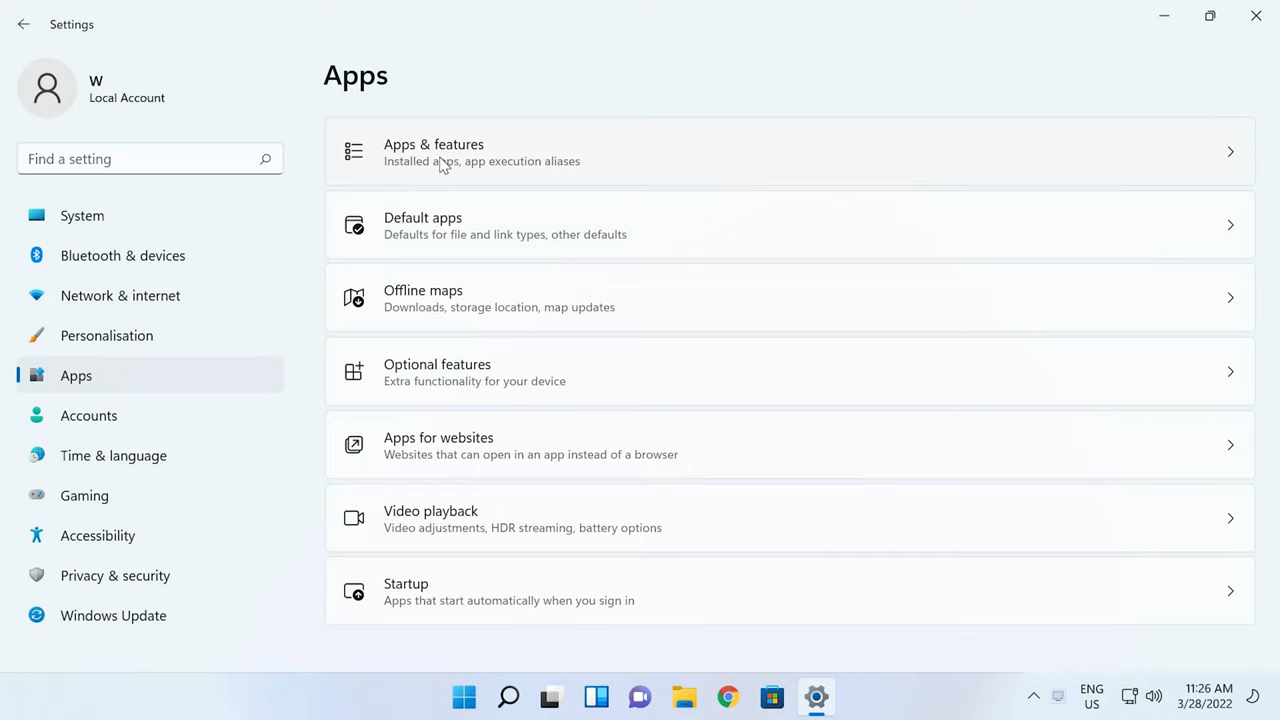 Settings
W
Local Account
Find a setting
System
Bluetooth & devices
Network & internet
Personalisation
Apps
Accounts
Time & language
Gaming
Accessibility
Privacy & security
Windows Update
Apps
Apps & features
Installed apps, app execution aliases
Default apps
Defaults for file and link types, other defaults
Offline maps
Downloads, storage location, map updates
Optional features
Extra functionality for your device
Apps for websites
Websites that can open in an app instead of a browser
Video playback
Video adjustments, HDR streaming, battery options
Startup
Apps that start automatically when you sign in
ENG
US
11:26 AM
3/28/2022